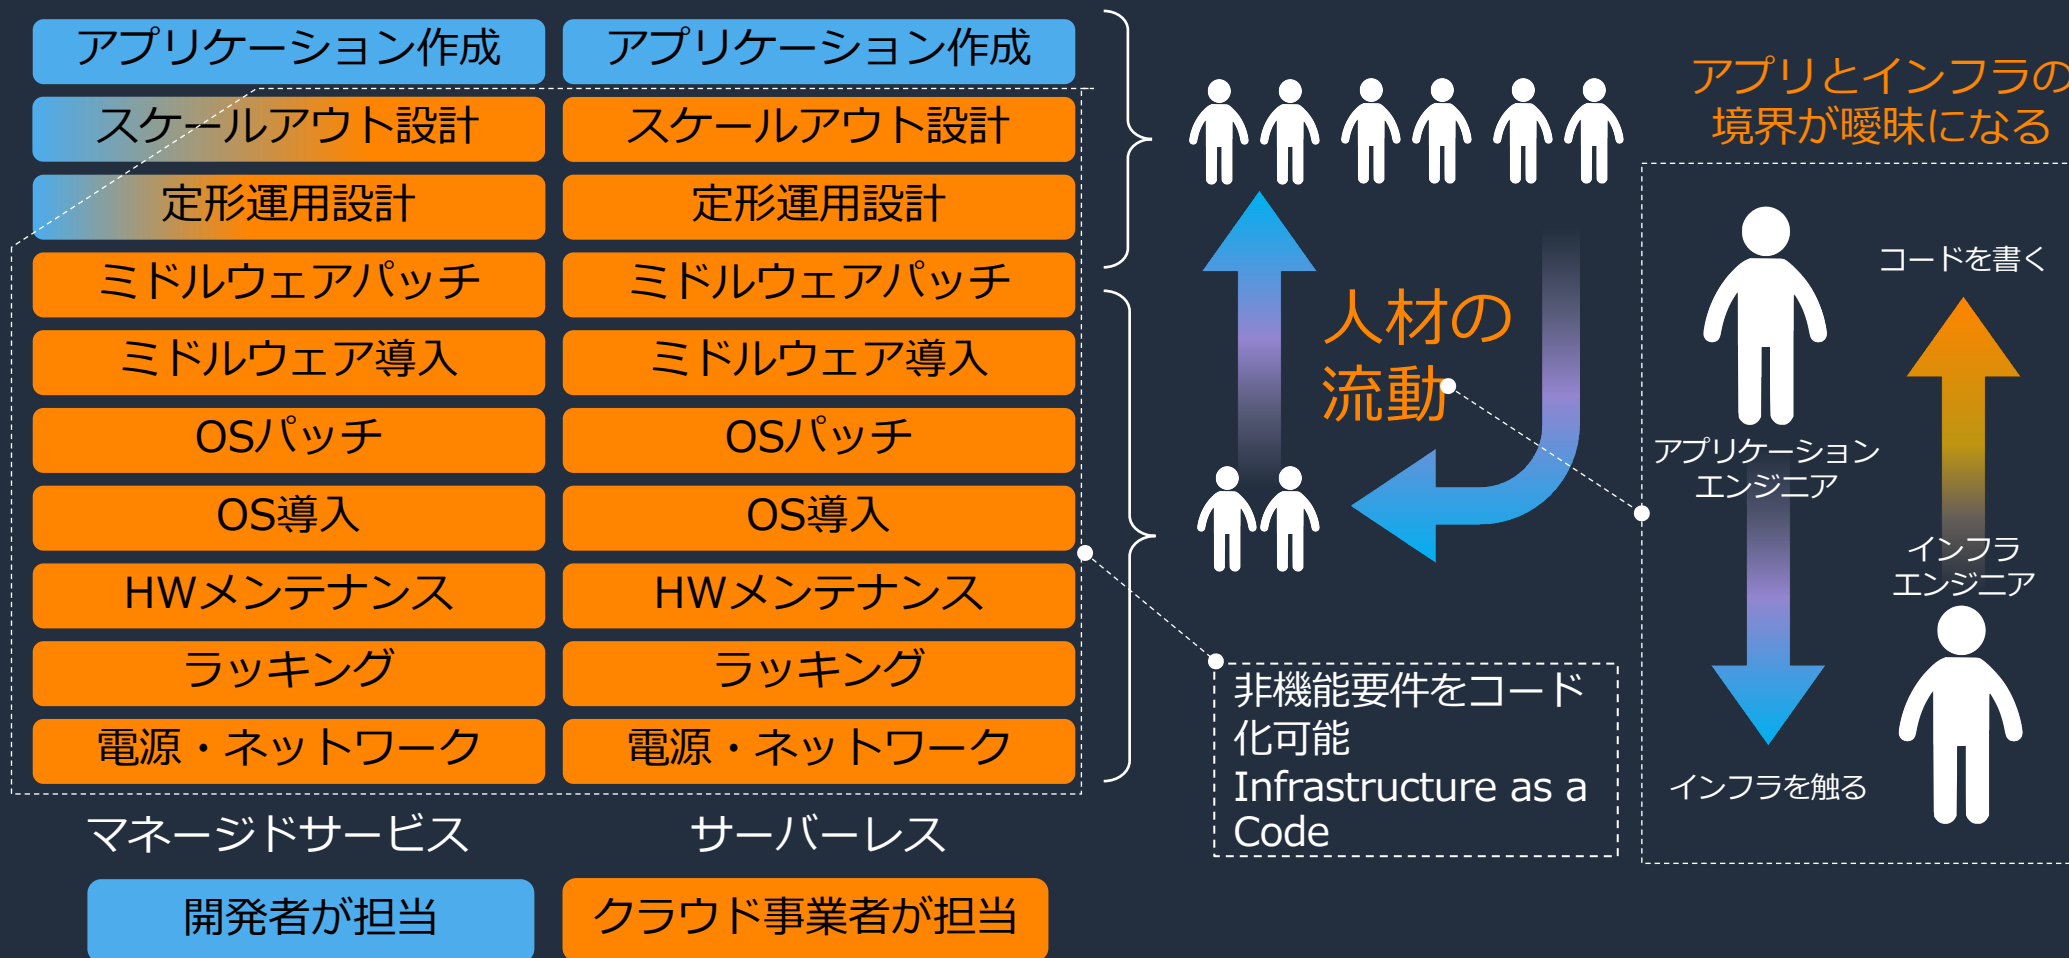 アプリケーション作成
スケールアウト設計
定形運用設計
ミドルウェアパッチ
ミドルウェア導入
OSパッチ
OS導入
HWメンテナンス
ラッキング
電源・ネットワーク
マネージドサービス
アプリケーション作成
スケールアウト設計
定形運用設計
ミドルウェアパッチ
ミドルウェア導入
OSパッチ
OS導入
HWメンテナンス
ラッキング
電源・ネットワーク
サーバーレス
開発者が担当
クラウド事業者が担当
人材の
流動
非機能要件をコード
化可能
Infrastructure as a
Code
アプリとインフラの
境界が曖昧になる
コードを書く
アプリケーション
エンジニア
インフラ
エンジニア
インフラを触る